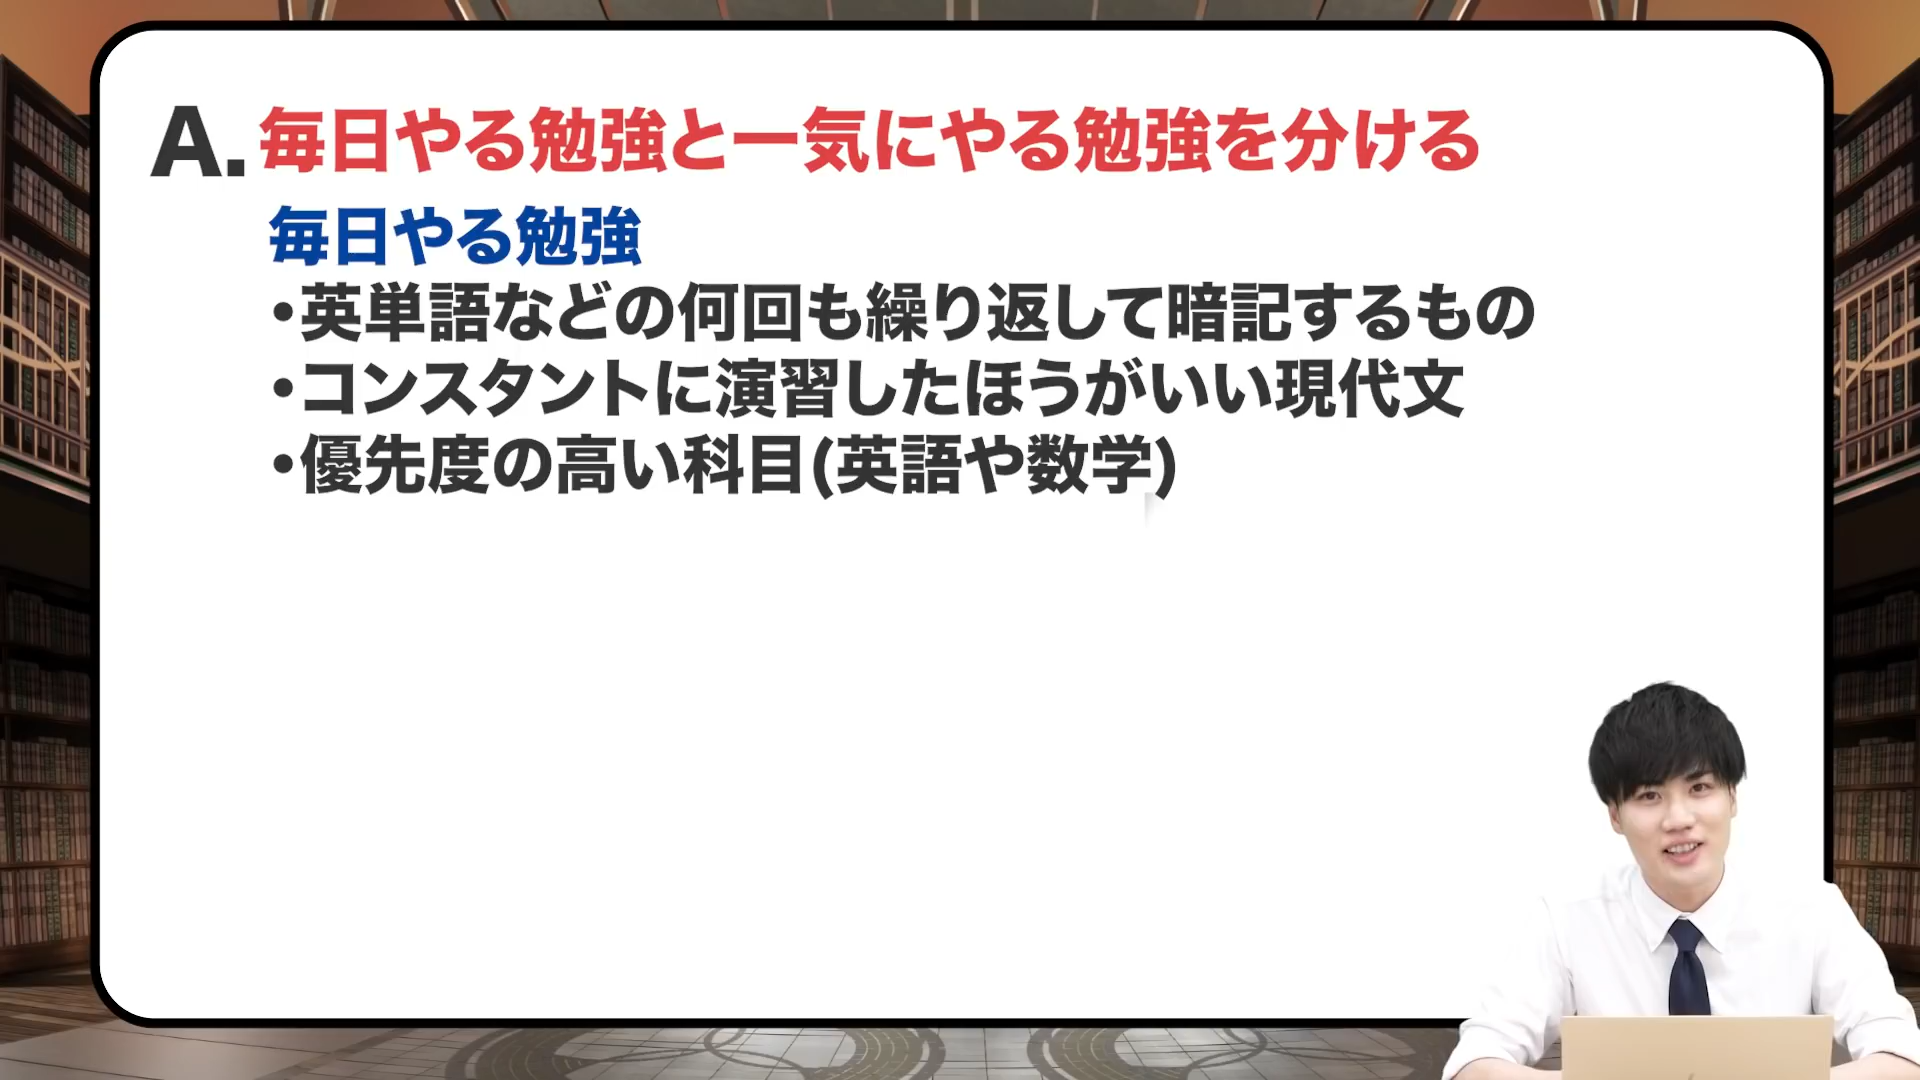 A.毎日やる勉強と一気にやる勉強を分ける
毎日やる勉強
・英単語などの何回も繰り返して暗記するもの
・コンスタントに演習したほうがいい現代文
・優先度の高い科目(英語や数学)